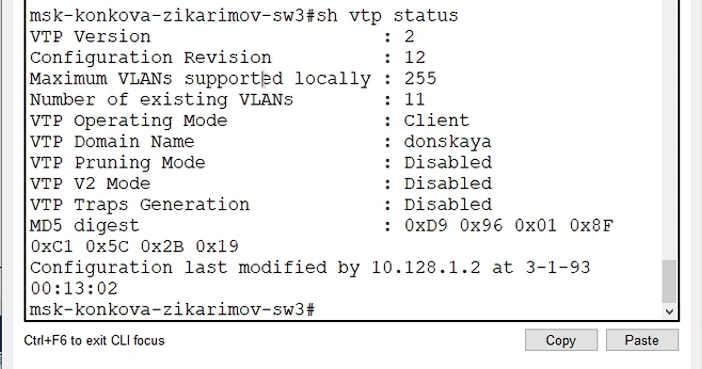 msk-konkova-zikarimov-sw3#sh vtp status
VTP Version : 2
Configuration Revision : 12
Maximum VLANs supported locally : 255
Number of existing VLANs : 11
VTP Operating Mode : Client
VTP Domain Name : donskaya
VTP Pruning Mode : Disabled
VTP V2 Mode : Disabled
VTP Traps Generation : Disabled
MD5 digest : 0xD9 0x96 0x01 0x8F
0xC1 0x5C 0x2B 0x19
Configuration last modified by 10.128.1.2 at 3-1-93
00:13:02
msk-konkova-zikarimov-sw3#
Ctrl+F6 to exit CLI focus Copy Paste